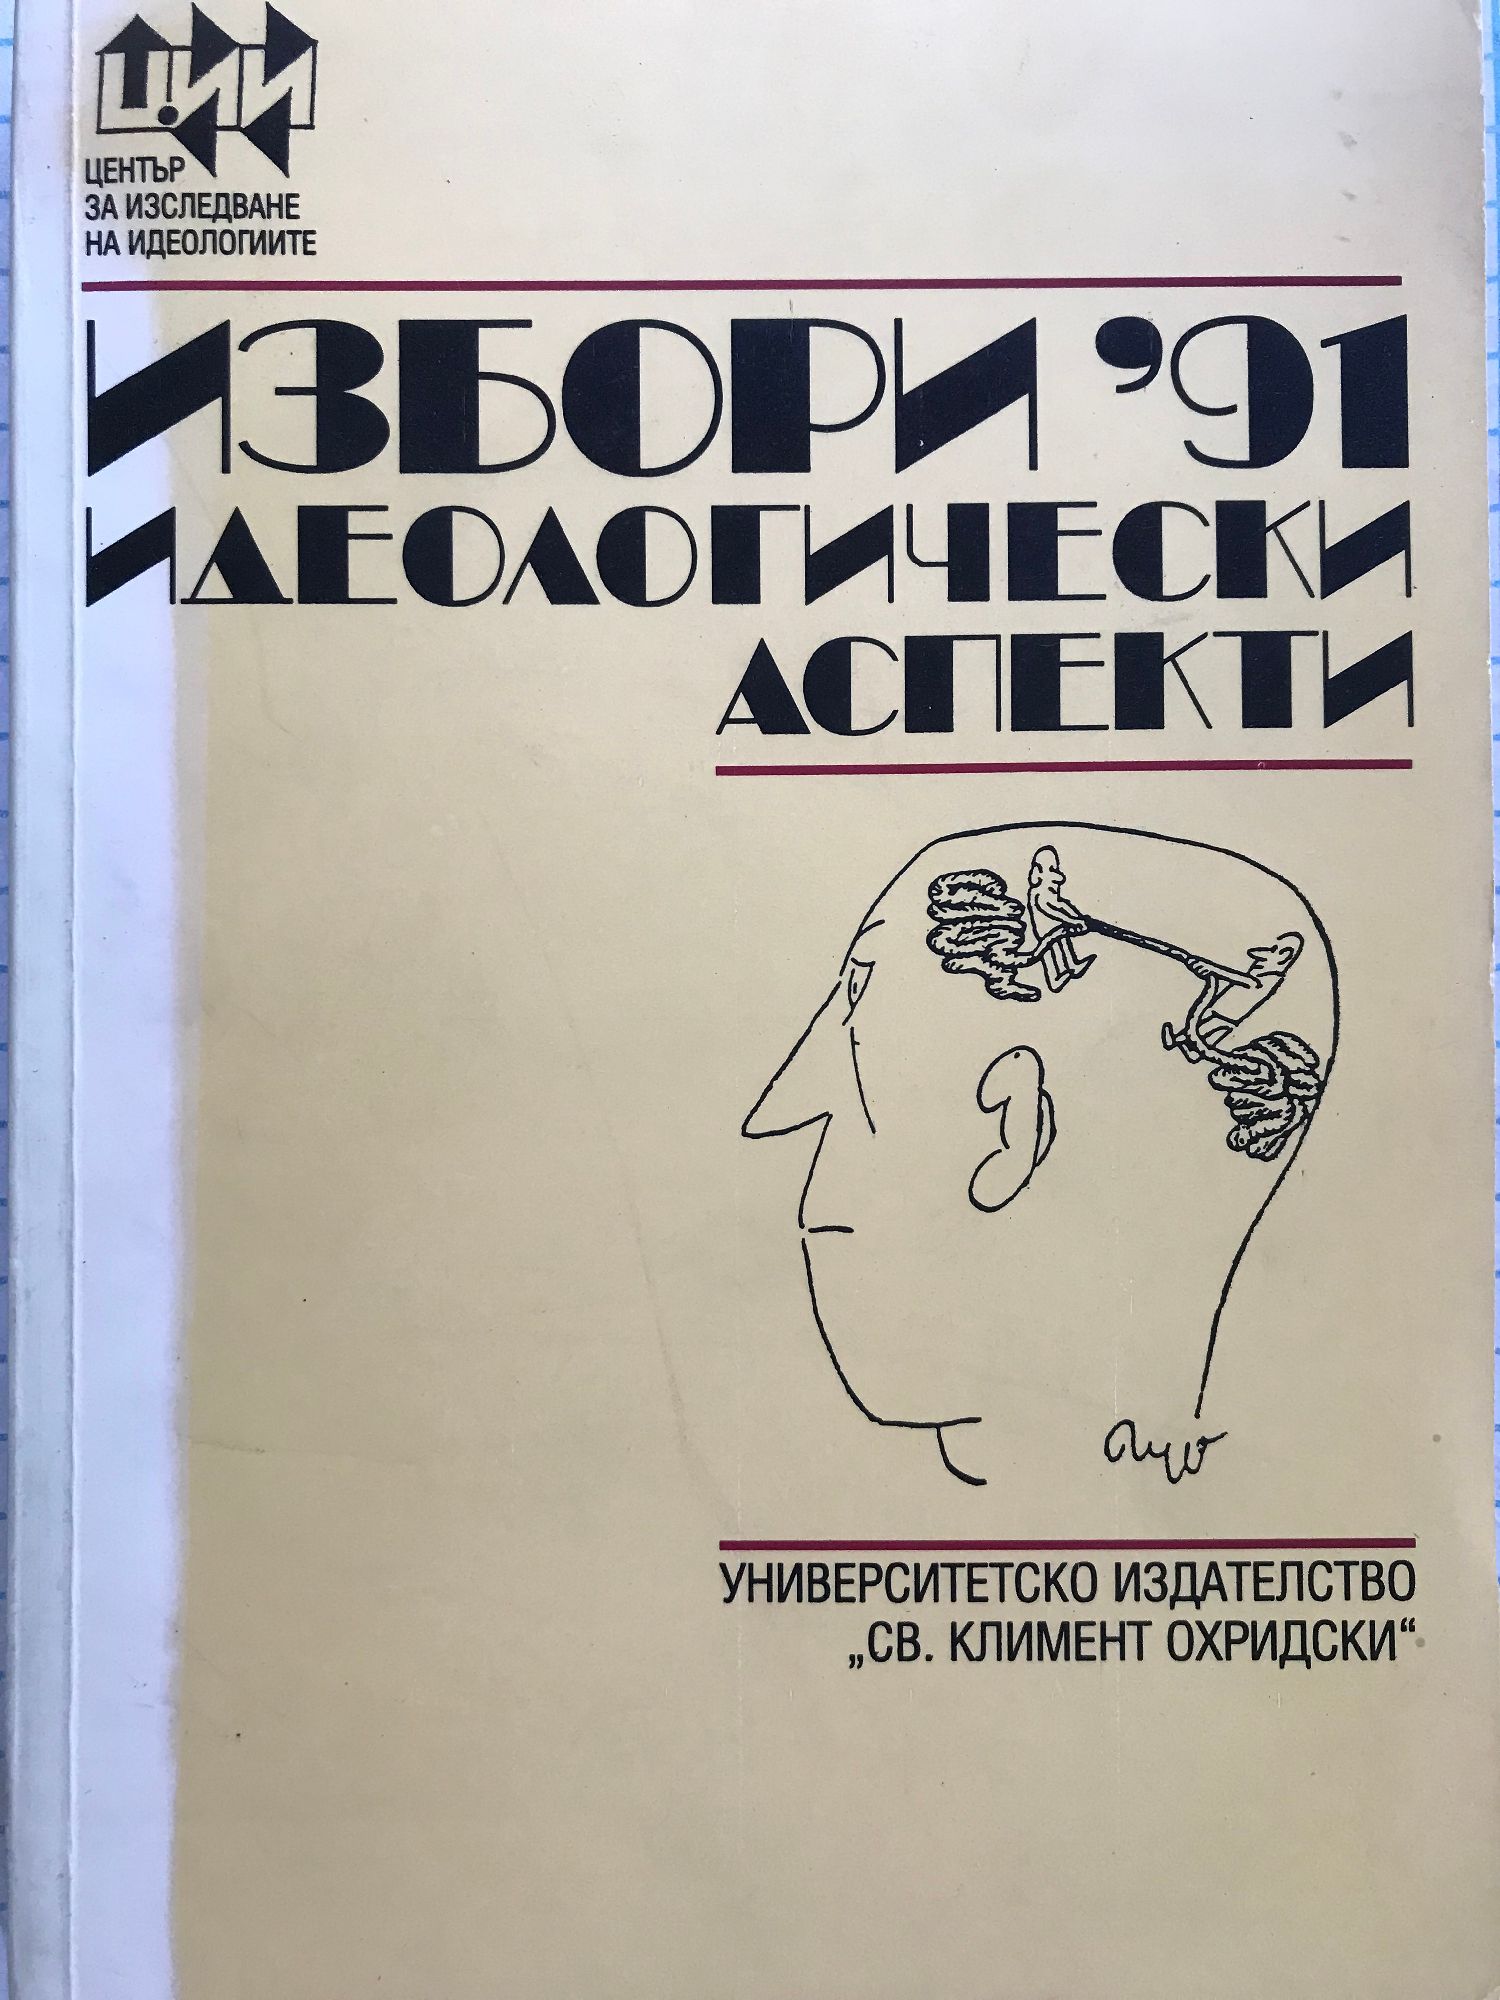 ЦИИ
ЦЕНТЪР
ЗА ИЗСЛЕДВАНЕ
НА ИДЕОЛОГИИТЕ
ИЗБОРИ '91
ИДЕОЛОГИЧЕСКИ
АСПЕКТИ
УНИВЕРСИТЕТСКО ИЗДАТЕЛСТВО
„СВ. КЛИМЕНТ ОХРИДСКИ“